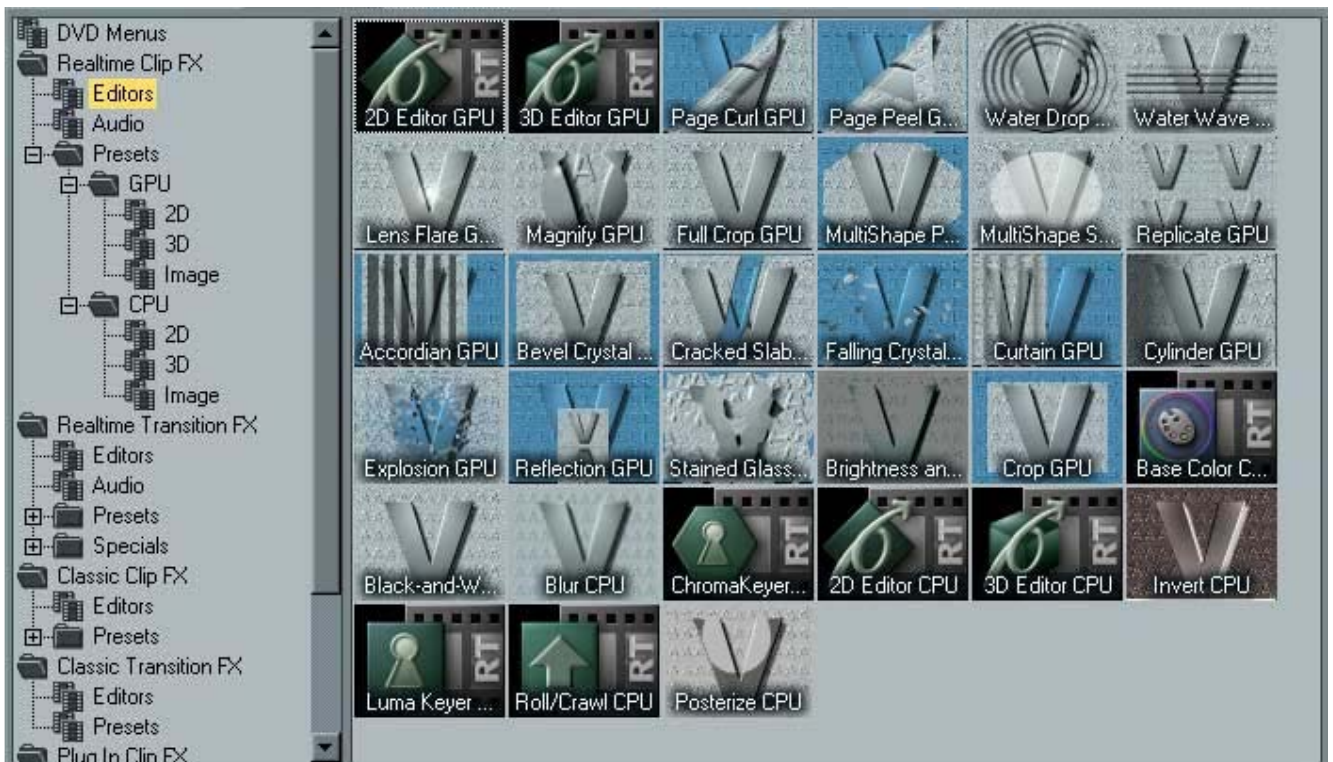 DVD Menus
Realtime Clip FX
Editors
Audio
Presets
GPU
2D
3D
Image
CPU
2D
3D
Image
Realtime Transition FX
Editors
Audio
Presets
Specials
Classic Clip FX
Editors
Presets
Classic Transition FX
Editors
Presets
Plug In Clip FX
2D Editor GPU 3D Editor GPU Page Curl GPU Page Peel G... Water Drop ... Water Wave ...
Lens Flare G... Magnify GPU Full Crop GPU MultiShape P... MultiShape S... Replicate GPU
Accordian GPU Bevel Crystal ... Cracked Slab... Falling Crystal... Curtain GPU Cylinder GPU
Explosion GPU Reflection GPU Stained Glass... Brightness an... Crop GPU Base Color C...
Black-and-W... Blur CPU ChromaKeyer... 2D Editor CPU 3D Editor CPU Invert CPU
Luma Keyer ... Roll/Crawl CPU Posterize CPU